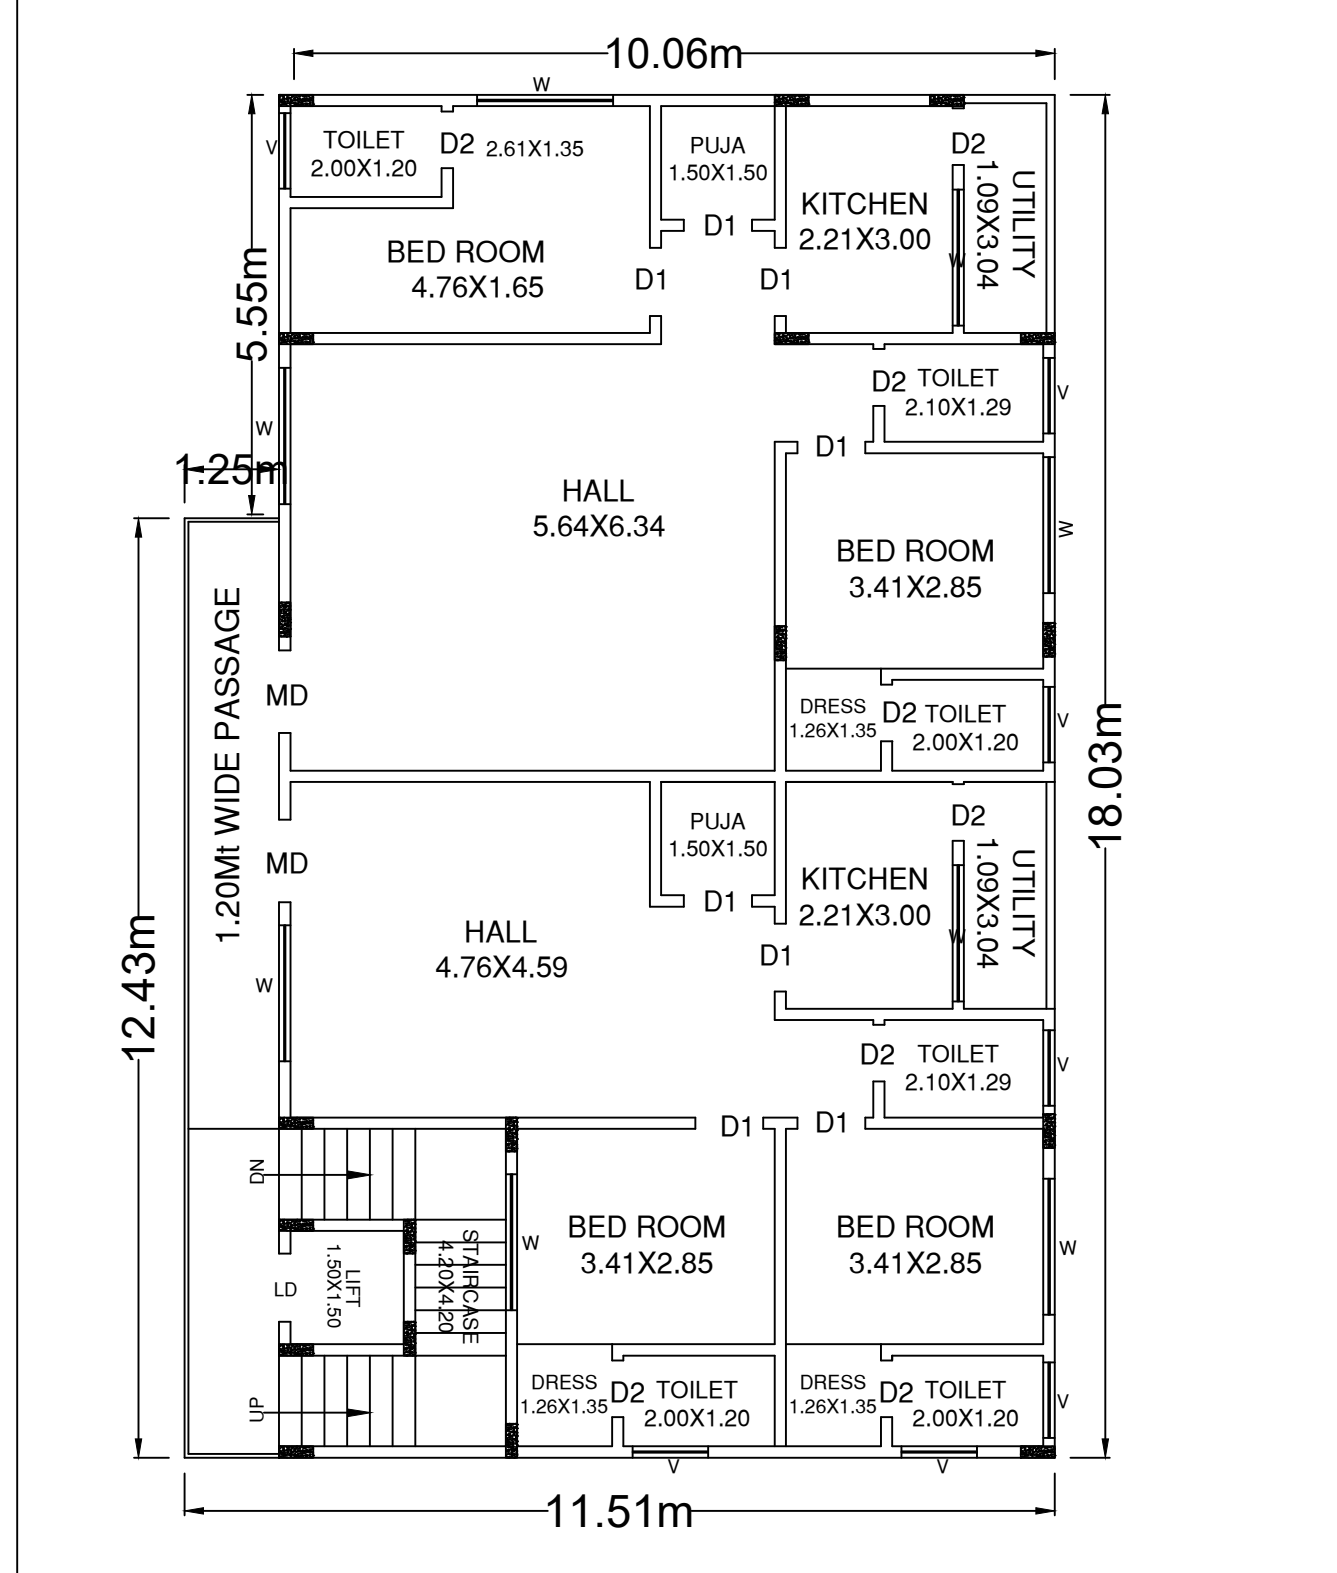 10.06m
W
TOILET
2.00X1.20
V
D2
2.61X1.35
PUJA
1.50X1.50
D2
UTILITY
1.09X3.04
KITCHEN
2.21X3.00
W
D1
BED ROOM
4.76X1.65
D1
D1
5.55m
D2
TOILET
2.10X1.29
V
W
D1
1.25m
HALL
5.64X6.34
W
BED ROOM
3.41X2.85
1.20Mt WIDE PASSAGE
MD
DRESS
1.26X1.35
D2
TOILET
2.00X1.20
V
18.03m
PUJA
1.50X1.50
D2
UTILITY
1.09X3.04
MD
KITCHEN
2.21X3.00
W
D1
HALL
4.76X4.59
D1
W
12.43m
D2
TOILET
2.10X1.29
V
D1
D1
DN
STAIRCASE
4.20X4.20
W
BED ROOM
3.41X2.85
BED ROOM
3.41X2.85
W
LD
LIFT
1.50X1.50
UP
DRESS
1.26X1.35
D2
TOILET
2.00X1.20
DRESS
1.26X1.35
D2
TOILET
2.00X1.20
V
V
V
11.51m